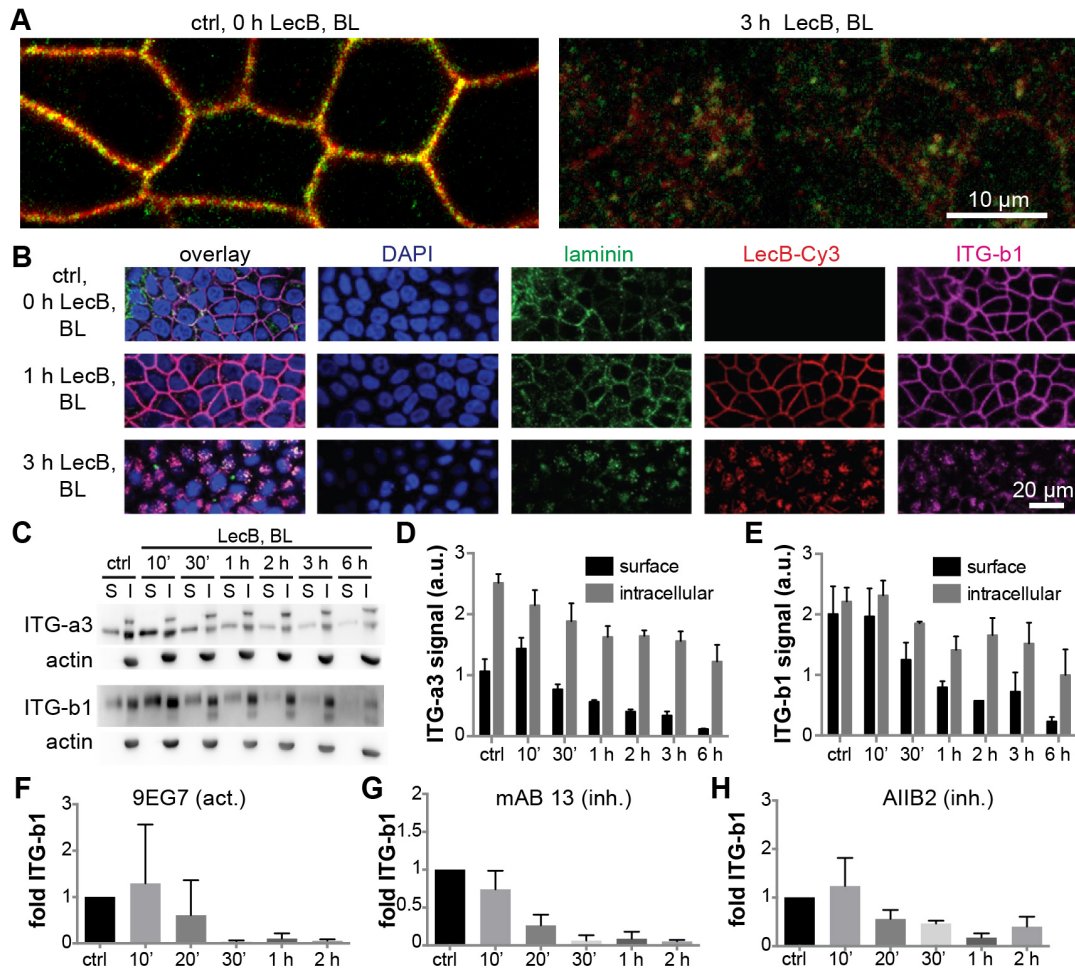 A
ctrl, 0 h LecB, BL
3 h LecB, BL
10 µm
B
overlay DAPI laminin LecB-Cy3 ITG-b1
ctrl,
0 h LecB,
BL
1 h LecB,
BL
3 h LecB,
BL
20 µm
C
LecB, BL
ctrl 10' 30' 1 h 2 h 3 h 6 h
S I S I S I S I S I S I S I
ITG-a3
actin
ITG-b1
actin
D
ITG-a3 signal (a.u.)
3
2
1
0
surface
intracellular
ctrl 10' 30' 1 h 2 h 3 h 6 h
E
ITG-b1 signal (a.u.)
3
2
1
0
surface
intracellular
ctrl 10' 30' 1 h 2 h 3 h 6 h
F
9EG7 (act.)
fold ITG-b1
3
2
1
0
ctrl 10' 20' 30' 1 h 2 h
G
mAB 13 (inh.)
fold ITG-b1
2
1.5
1
0.5
0
ctrl 10' 20' 30' 1 h 2 h
H
AIIB2 (inh.)
fold ITG-b1
3
2
1
0
ctrl 10' 20' 30' 1 h 2 h